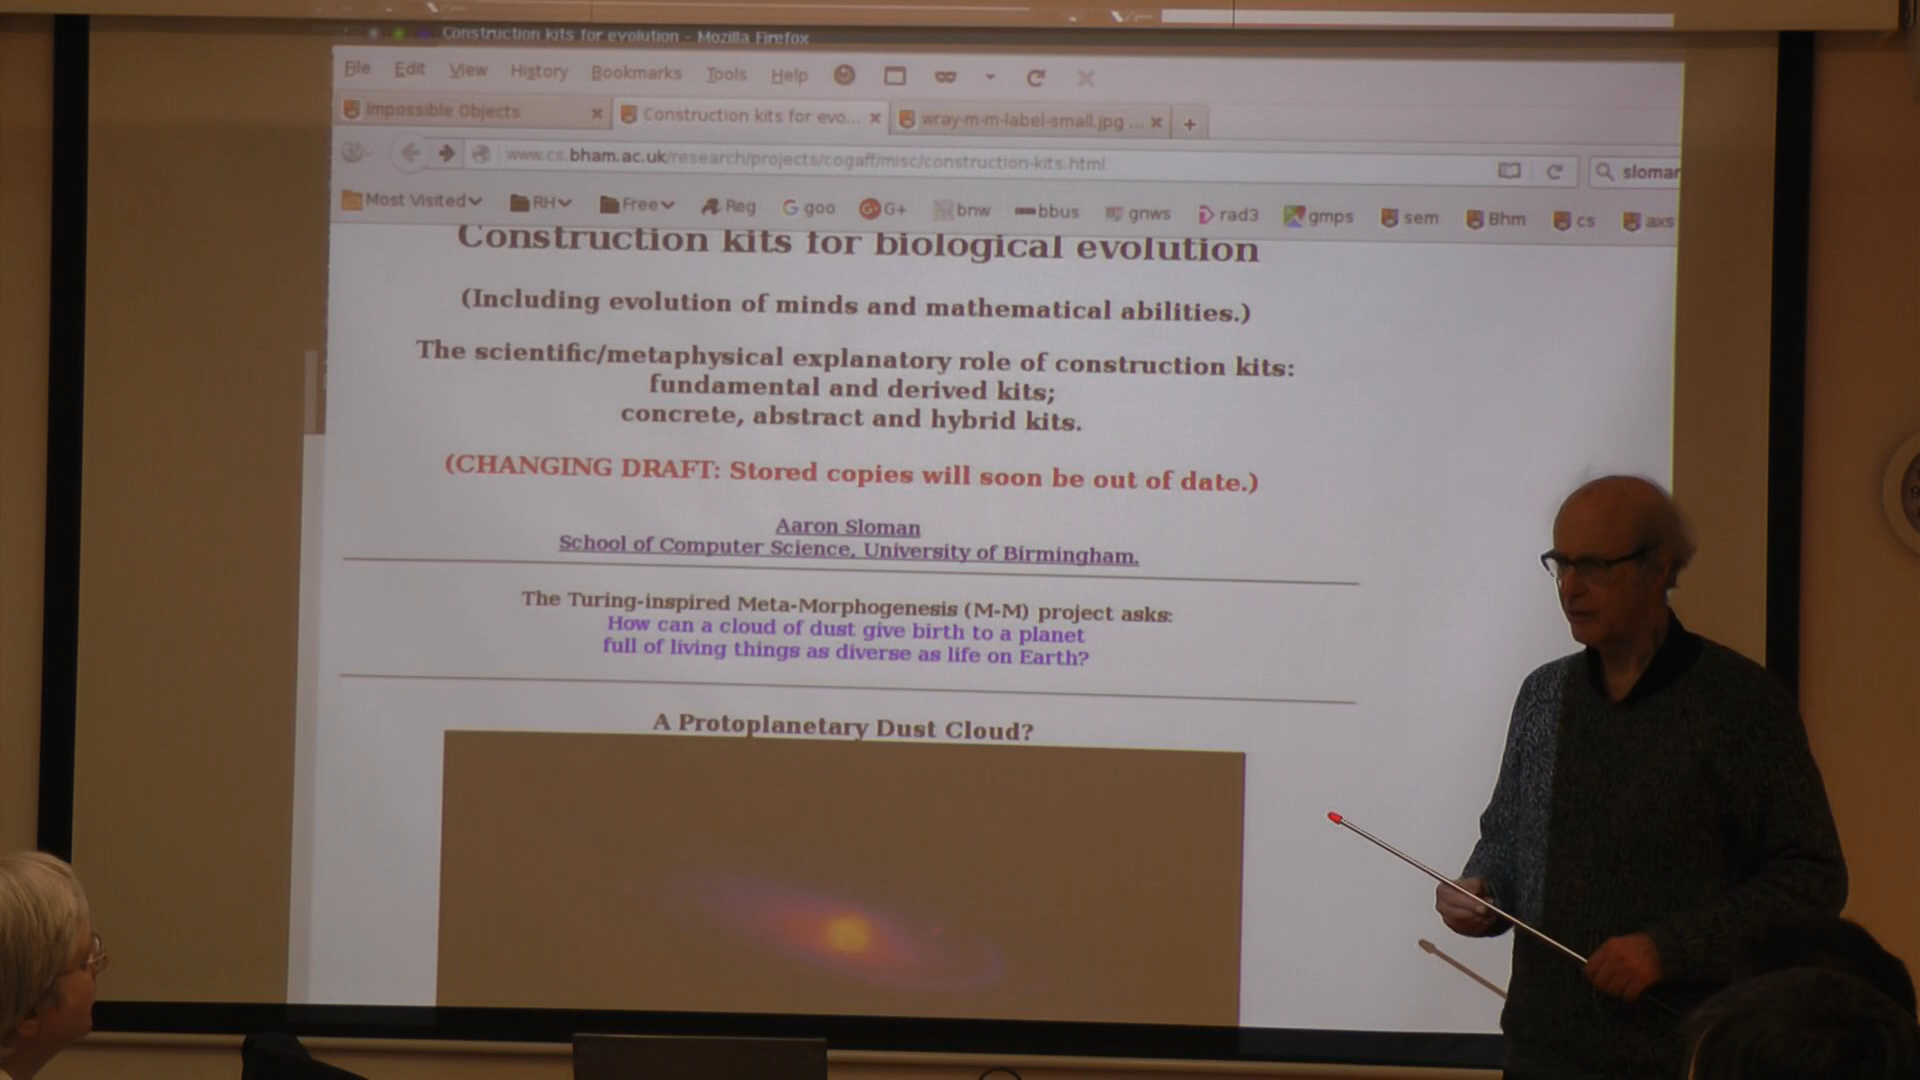 Construction kits for evolution - Mozilla Firefox
File Edit View History Bookmarks Tools Help
Impossible Objects
Construction kits for evo...
wray-m-m-label-small.jpg ...
www.cs.bham.ac.uk/research/projects/cogaff/misc/construction-kits.html
sloman
Most Visited RH Free Reg goo G+ bnw bbus gnws rad3 gmps sem Bhm cs axs
Construction kits for biological evolution
(Including evolution of minds and mathematical abilities.)
The scientific/metaphysical explanatory role of construction kits:
fundamental and derived kits;
concrete, abstract and hybrid kits.
(CHANGING DRAFT: Stored copies will soon be out of date.)
Aaron Sloman
School of Computer Science, University of Birmingham.
The Turing-inspired Meta-Morphogenesis (M-M) project asks:
How can a cloud of dust give birth to a planet
full of living things as diverse as life on Earth?
A Protoplanetary Dust Cloud?